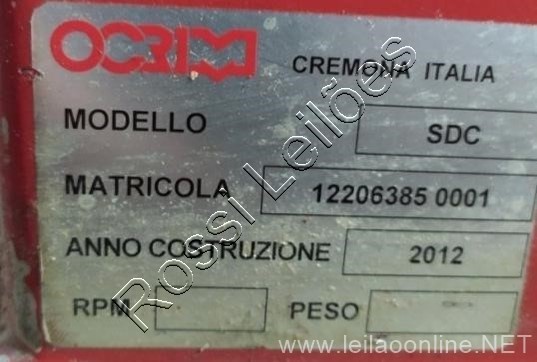 OCRIM CREMONA ITALIA
MODELLO SDC
MATRICOLA 12206385 0001
ANNO COSTRUZIONE 2012
RPM PESO
Rossi Leilões
www.leilaoonline.NET